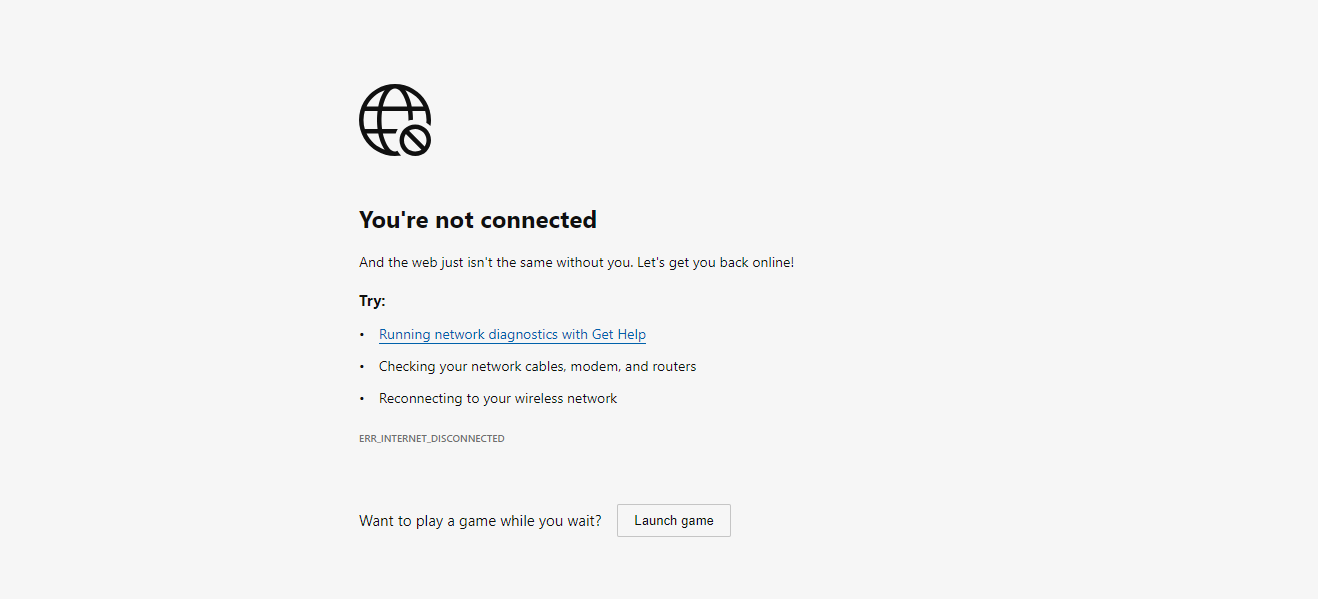 You're not connected
And the web just isn't the same without you. Let's get you back online!
Try:
• Running network diagnostics with Get Help
• Checking your network cables, modem, and routers
• Reconnecting to your wireless network
ERR_INTERNET_DISCONNECTED
Want to play a game while you wait? Launch game